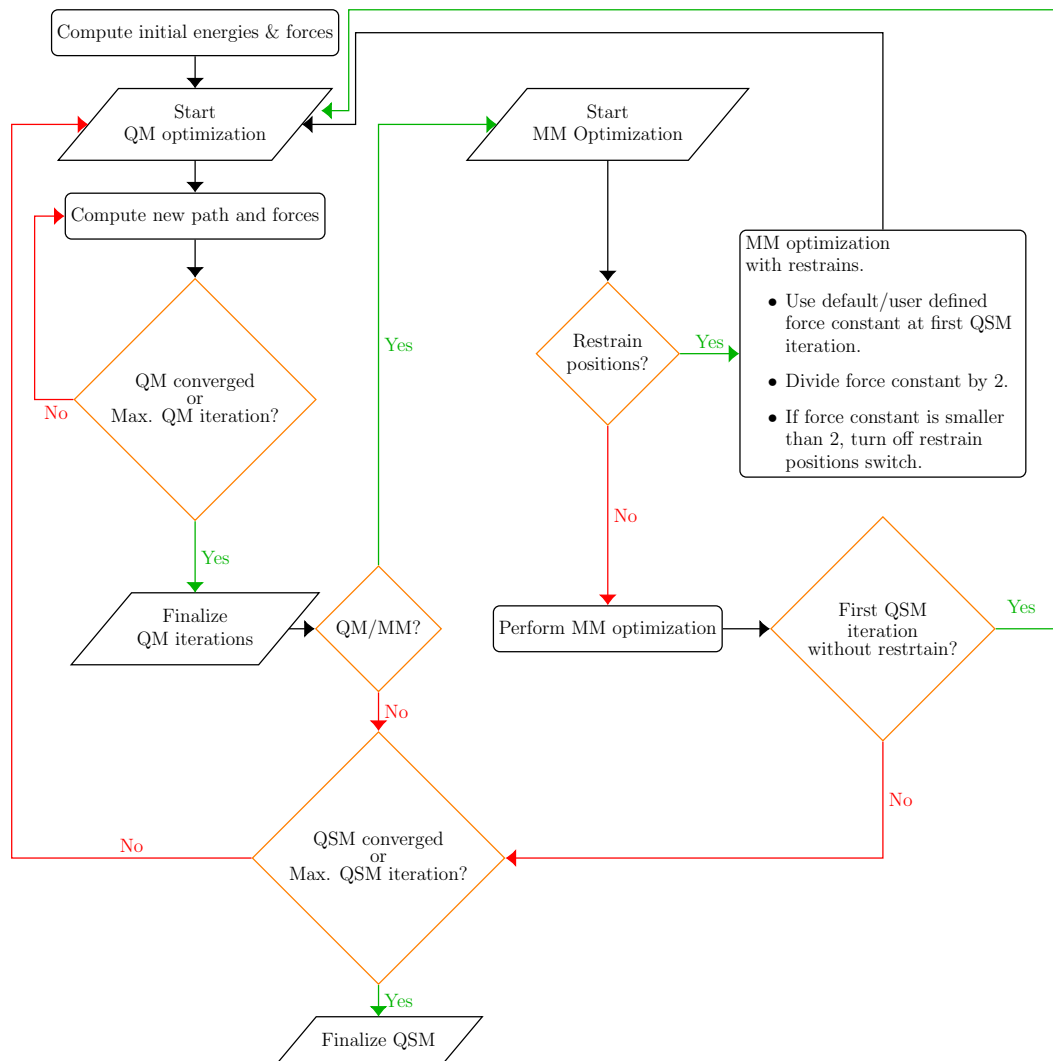 Compute initial energies & forces
Start
QM optimization
Start
MM Optimization
Compute new path and forces
MM optimization
with restrains.
• Use default/user defined
force constant at first QSM
iteration.
• Divide force constant by 2.
• If force constant is smaller
than 2, turn off restrain
positions switch.
Restrain
positions?
Yes
Yes
QM converged
or
Max. QM iteration?
No
No
Yes
Finalize
QM iterations
QM/MM?
Perform MM optimization
First QSM
iteration
without restrtain?
Yes
No
No
QSM converged
or
Max. QSM iteration?
No
Yes
Finalize QSM